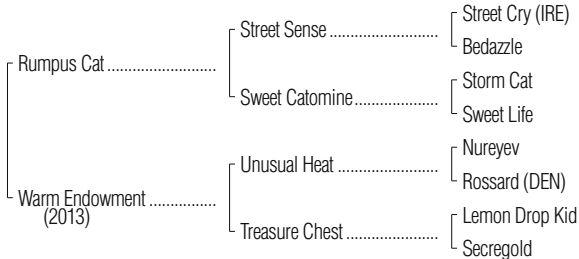 Rumpus Cat ........................
Street Sense ........................
Street Cry (IRE)
Bedazzle
Sweet Catomine ....................
Storm Cat
Sweet Life
Warm Endowment ...............
(2013)
Unusual Heat ......................
Nureyev
Rossard (DEN)
Treasure Chest ....................
Lemon Drop Kid
Secregold